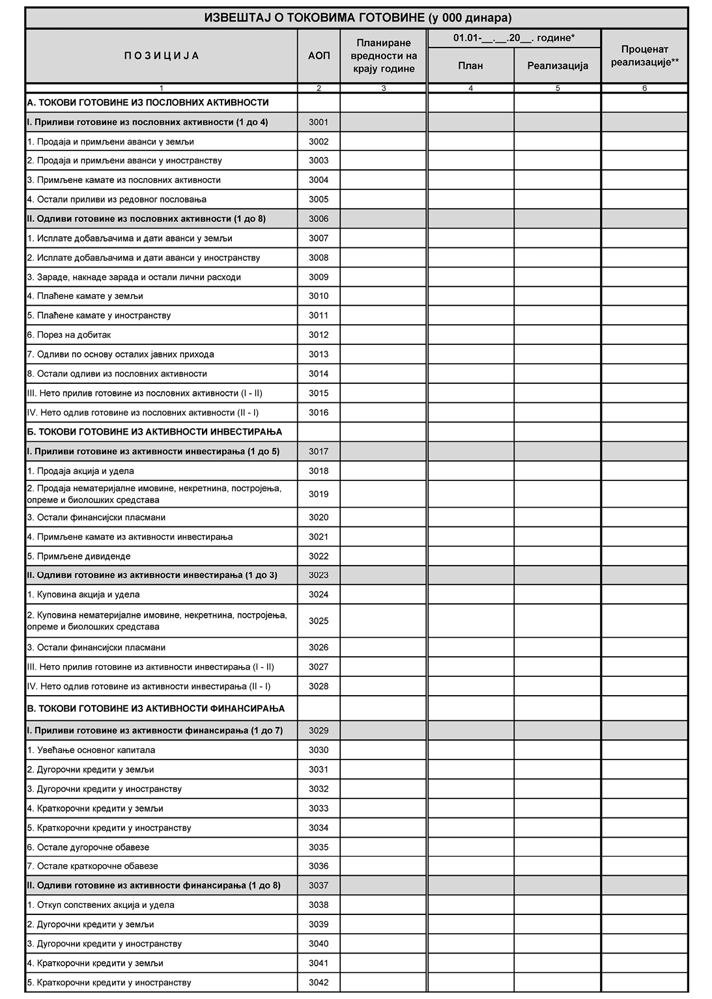 ИЗВЕШТАЈ О ТОКОВИМА ГОТОВИНЕ (у 000 динара)
П О З И Ц И Ј А АОП Планиране вредности на крају године 01.01-__.__.20__. године* Проценат реализације**
План Реализација
1 2 3 4 5 6
А. ТОКОВИ ГОТОВИНЕ ИЗ ПОСЛОВНИХ АКТИВНОСТИ
I. Приливи готовине из пословних активности (1 до 4) 3001
1. Продаја и примљени аванси у земљи 3002
2. Продаја и примљени аванси у иностранству 3003
3. Примљене камате из пословних активности 3004
4. Остали приливи из редовног пословања 3005
II. Одливи готовине из пословних активности (1 до 8) 3006
1. Исплате добављачима и дати аванси у земљи 3007
2. Исплате добављачима и дати аванси у иностранству 3008
3. Зараде, накнаде зарада и остали лични расходи 3009
4. Плаћене камате у земљи 3010
5. Плаћене камате у иностранству 3011
6. Порез на добитак 3012
7. Одливи по основу осталих јавних прихода 3013
8. Остали одливи из пословних активности 3014
III. Нето прилив готовине из пословних активности (I - II) 3015
IV. Нето одлив готовине из пословних активности (II - I) 3016
Б. ТОКОВИ ГОТОВИНЕ ИЗ АКТИВНОСТИ ИНВЕСТИРАЊА
I. Приливи готовине из активности инвестирања (1 до 5) 3017
1. Продаја акција и удела 3018
2. Продаја нематеријалне имовине, некретнина, постројења,
опреме и биолошких средстава 3019
3. Остали финансијски пласмани 3020
4. Примљене камате из активности инвестирања 3021
5. Примљене дивиденде 3022
II. Одливи готовине из активности инвестирања (1 до 3) 3023
1. Куповина акција и удела 3024
2. Куповина нематеријалне имовине, некретнина, постројења,
опреме и биолошких средстава 3025
3. Остали финансијски пласмани 3026
III. Нето прилив готовине из активности инвестирања (I - II) 3027
IV. Нето одлив готовине из активности инвестирања (II - I) 3028
В. ТОКОВИ ГОТОВИНЕ ИЗ АКТИВНОСТИ ФИНАНСИРАЊА
I. Приливи готовине из активности финансирања (1 до 7) 3029
1. Увећање основног капитала 3030
2. Дугорочни кредити у земљи 3031
3. Дугорочни кредити у иностранству 3032
4. Краткорочни кредити у земљи 3033
5. Краткорочни кредити у иностранству 3034
6. Остале дугорочне обавезе 3035
7. Остале краткорочне обавезе 3036
II. Одливи готовине из активности финансирања (1 до 8) 3037
1. Откуп сопствених акција и удела 3038
2. Дугорочни кредити у земљи 3039
3. Дугорочни кредити у иностранству 3040
4. Краткорочни кредити у земљи 3041
5. Краткорочни кредити у иностранству 3042